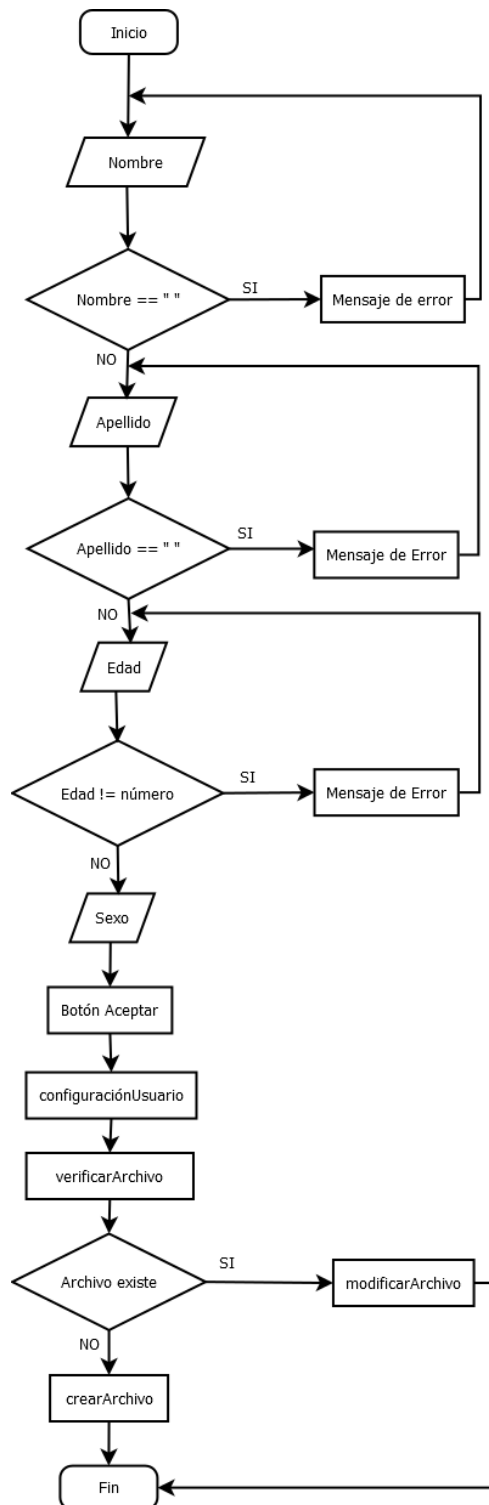 Inicio
Nombre
Nombre == " "
SI
Mensaje de error
NO
Apellido
Apellido == " "
SI
Mensaje de Error
NO
Edad
Edad != número
SI
Mensaje de Error
NO
Sexo
Botón Aceptar
configuraciónUsuario
verificarArchivo
Archivo existe
SI
modificarArchivo
NO
crearArchivo
Fin